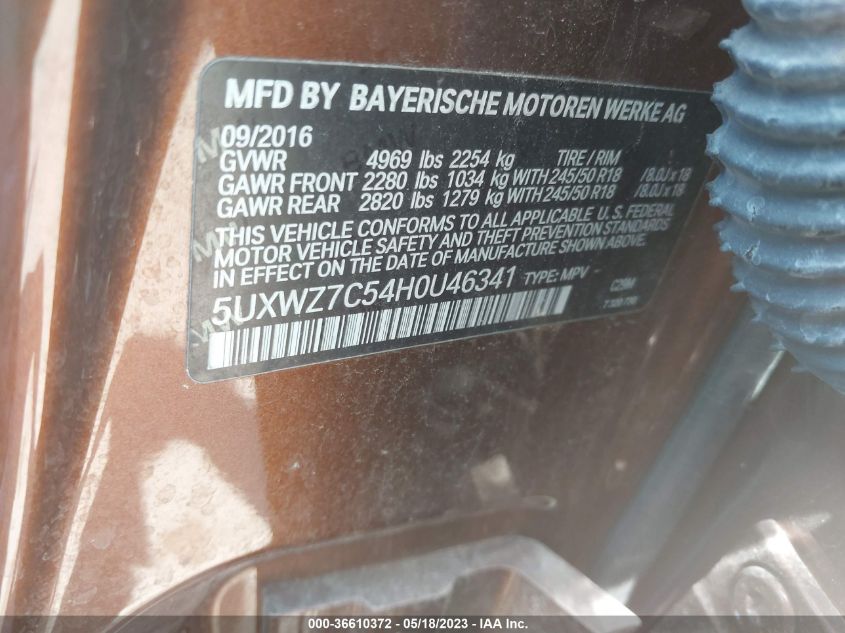 MFD BY BAYERISCHE MOTOREN WERKE AG
09/2016
GVWR 4969 lbs 2254 kg TIRE / RIM
GAWR FRONT 2280 lbs 1034 kg WITH 245/50 R18 /8.0J x 18
GAWR REAR 2820 lbs 1279 kg WITH 245/50 R18 /8.0J x 18
THIS VEHICLE CONFORMS TO ALL APPLICABLE U.S. FEDERAL
MOTOR VEHICLE SAFETY AND THEFT PREVENTION STANDARDS
IN EFFECT ON THE DATE OF MANUFACTURE SHOWN ABOVE.
5UXWZ7C54H0U46341 TYPE: MPV
000-36610372 - 05/18/2023 - IAA Inc.